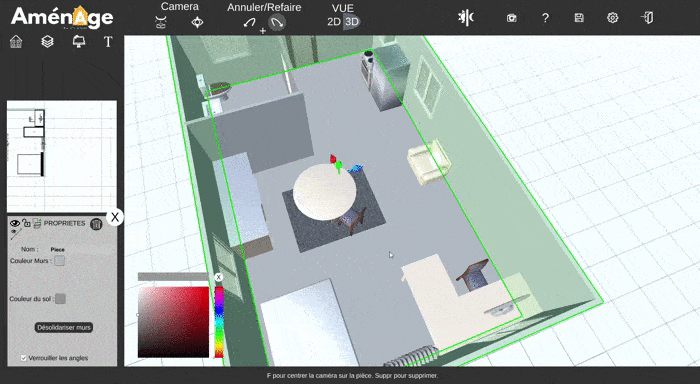 AménAge
Camera
Annuler/Refaire
VUE
2D 3D
?
T
X
PROPRIETES
Nom : Piece
Couleur Murs :
Couleur du sol :
Désolidariser murs
Verrouiller les angles
X
F pour centrer la caméra sur la pièce. Suppr pour supprimer.